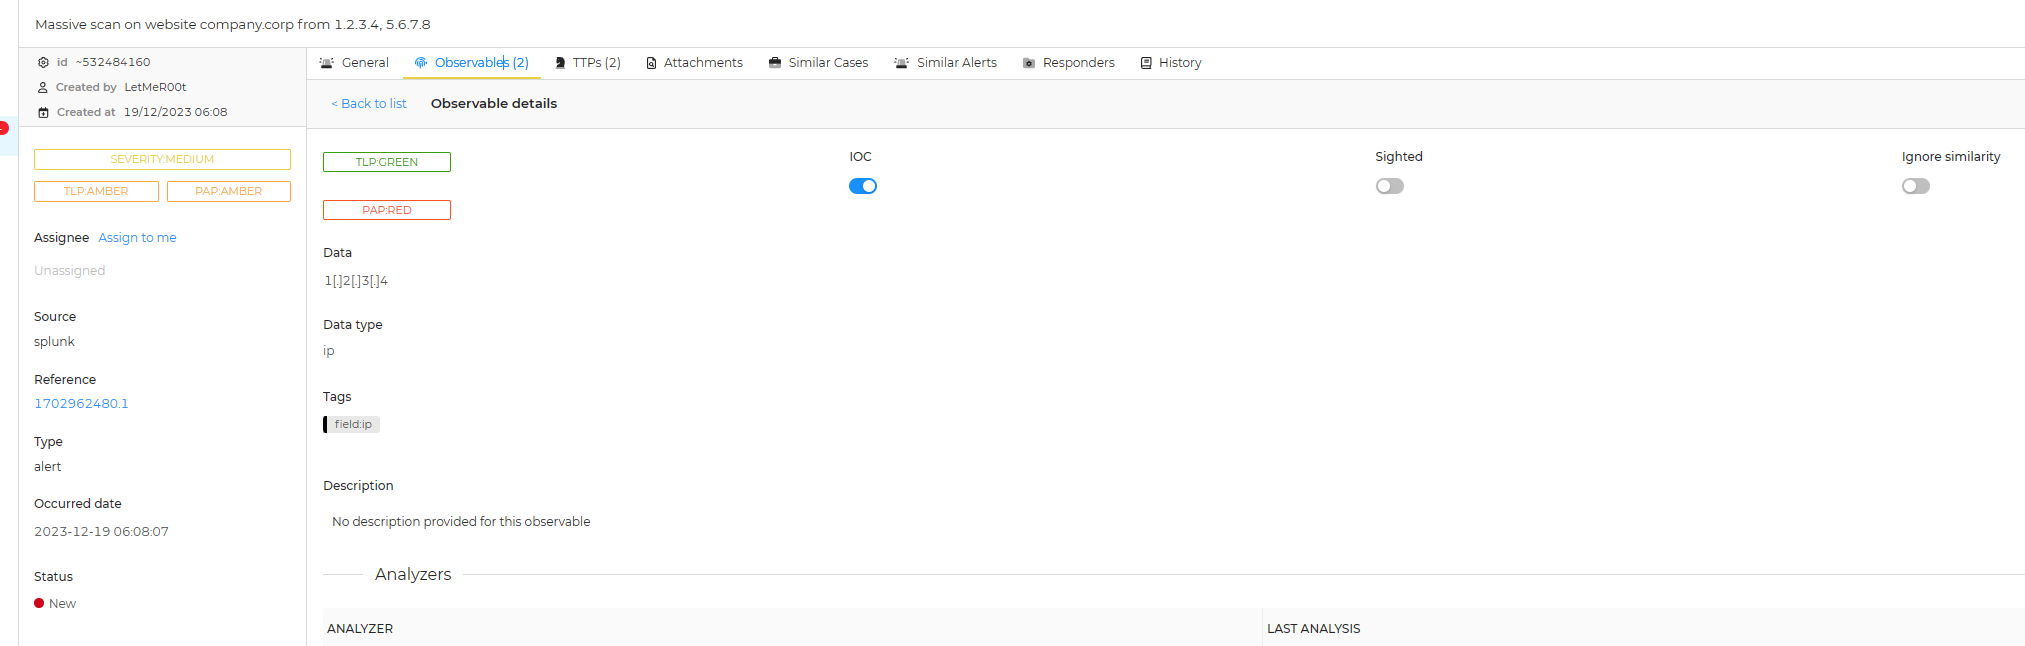 Massive scan on website company.corp from 1.2.3.4, 5.6.7.8
id ~532484160
Created by LetMeR00t
Created at 19/12/2023 06:08
SEVERITY:MEDIUM
TLP:AMBER PAP:AMBER
Assignee Assign to me
Unassigned
Source
splunk
Reference
1702962480.1
Type
alert
Occurred date
2023-12-19 06:08:07
Status
New
General Observables (2) TTPs (2) Attachments Similar Cases Similar Alerts Responders History
< Back to list Observable details
TLP:GREEN IOC Sighted Ignore similarity
PAP:RED
Data
1[.]2[.]3[.]4
Data type
ip
Tags
field:ip
Description
No description provided for this observable
Analyzers
ANALYZER LAST ANALYSIS